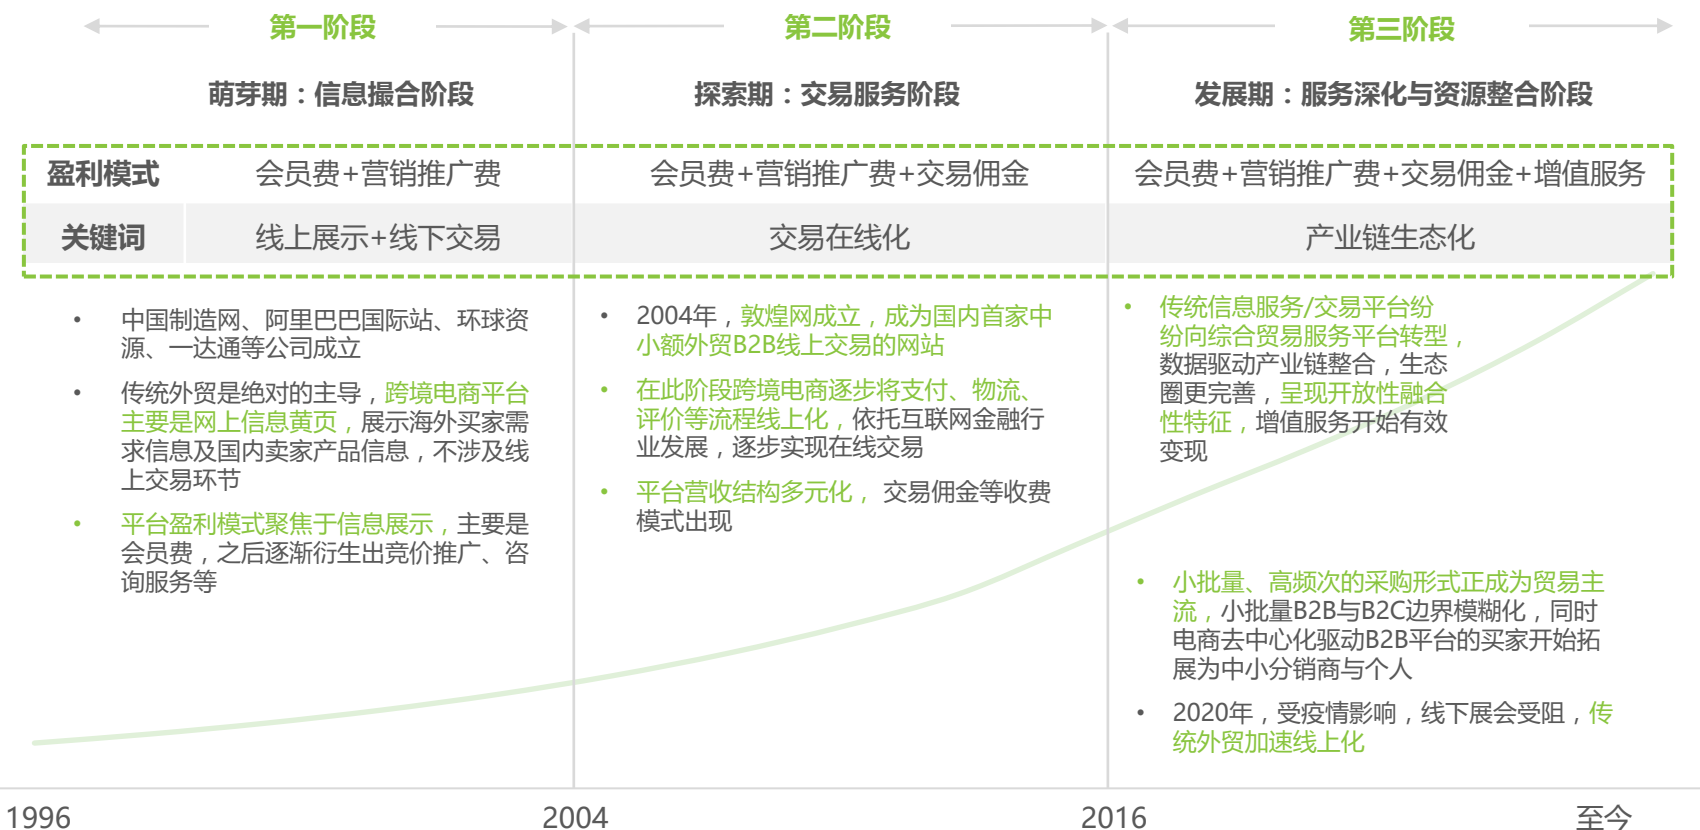 第一阶段
第二阶段
第三阶段
萌芽期：信息撮合阶段
探索期：交易服务阶段
发展期：服务深化与资源整合阶段
盈利模式
会员费+营销推广费
会员费+营销推广费+交易佣金
会员费+营销推广费+交易佣金+增值服务
关键词
线上展示+线下交易
交易在线化
产业链生态化
• 中国制造网、阿里巴巴国际站、环球资
源、一达通等公司成立
• 传统外贸是绝对的主导，跨境电商平台
主要是网上信息黄页，展示海外买家需
求信息及国内卖家产品信息，不涉及线
上交易环节
• 平台盈利模式聚焦于信息展示，主要是
会员费，之后逐渐衍生出竞价推广、咨
询服务等
• 2004年，敦煌网成立，成为国内首家中
小额外贸B2B线上交易的网站
• 在此阶段跨境电商逐步将支付、物流、
评价等流程线上化，依托互联网金融行
业发展，逐步实现在线交易
• 平台营收结构多元化， 交易佣金等收费
模式出现
• 传统信息服务/交易平台纷
纷向综合贸易服务平台转型，
数据驱动产业链整合，生态
圈更完善，呈现开放性融合
性特征，增值服务开始有效
变现
• 小批量、高频次的采购形式正成为贸易主
流，小批量B2B与B2C边界模糊化，同时
电商去中心化驱动B2B平台的买家开始拓
展为中小分销商与个人
• 2020年，受疫情影响，线下展会受阻，传
统外贸加速线上化
1996
2004
2016
至今